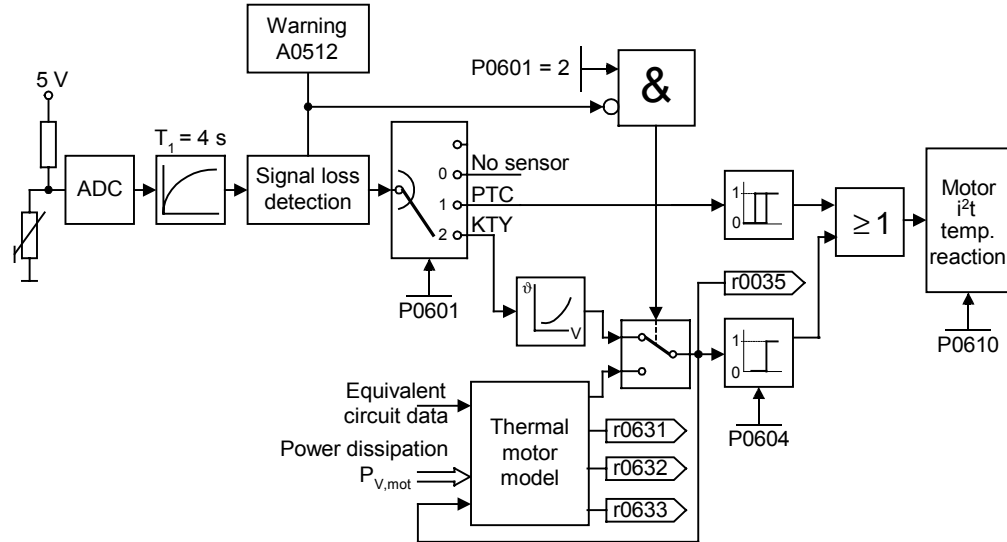 Warning
A0512
P0601 = 2
&
5 V
T1 = 4 s
ADC
Signal loss
detection
No sensor
0
PTC
1
KTY
2
P0601
ϑ
V
1
0
≥ 1
Motor
i²t
temp.
reaction
r0035
1
0
P0610
P0604
Equivalent
circuit data
Power dissipation
PV,mot
Thermal
motor
model
r0631
r0632
r0633